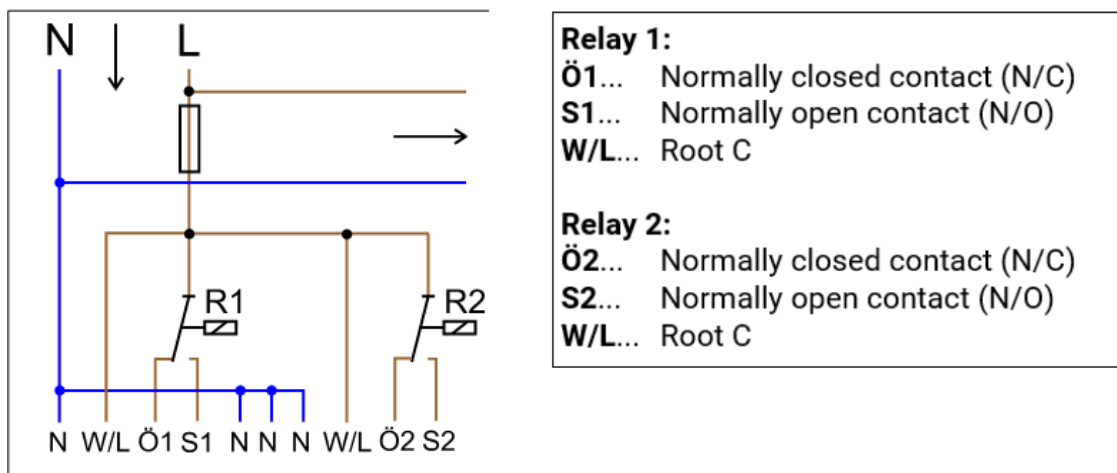 N L
R1 R2
N W/L Ö1 S1 N N N W/L Ö2 S2
Relay 1:
Ö1... Normally closed contact (N/C)
S1... Normally open contact (N/O)
W/L... Root C
Relay 2:
Ö2... Normally closed contact (N/C)
S2... Normally open contact (N/O)
W/L... Root C